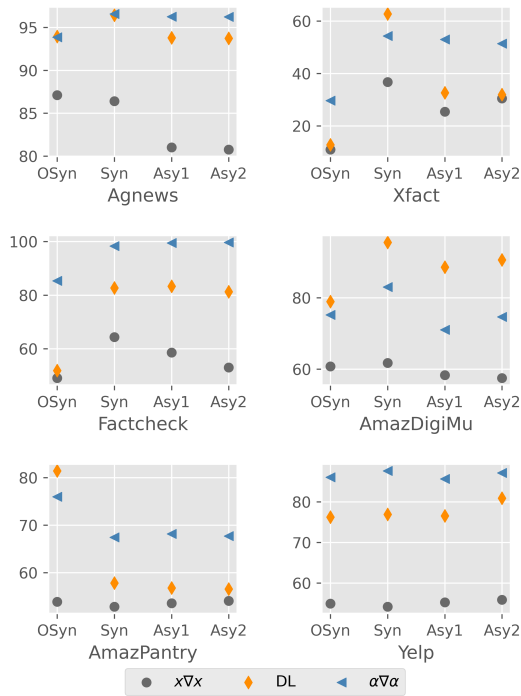 95
90
85
80
OSyn Syn Asy1 Asy2
Agnews
60
40
20
OSyn Syn Asy1 Asy2
Xfact
100
80
60
OSyn Syn Asy1 Asy2
Factcheck
80
60
OSyn Syn Asy1 Asy2
AmazDigiMu
80
70
60
OSyn Syn Asy1 Asy2
AmazPantry
80
70
60
OSyn Syn Asy1 Asy2
Yelp
x∇x DL α∇α